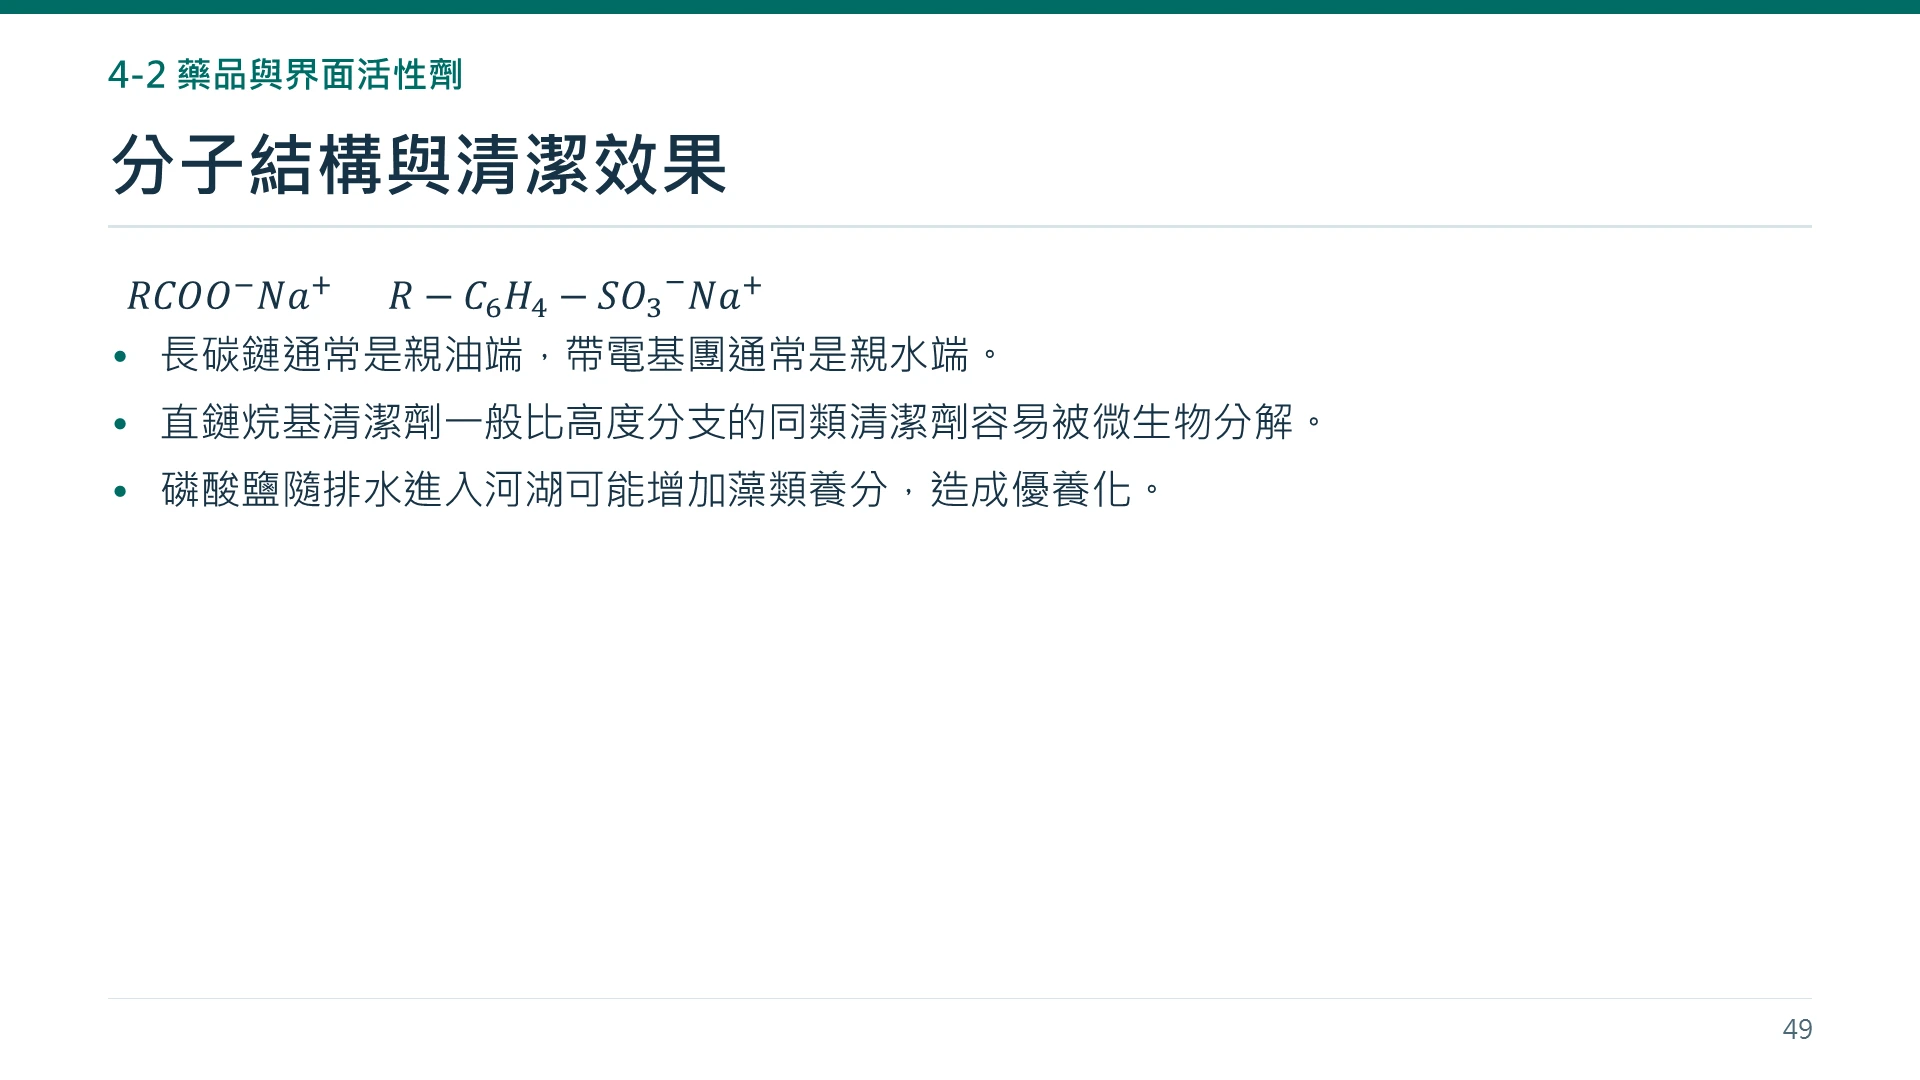 4-2 藥品與界面活性劑
分子結構與清潔效果
RCOO⁻Na⁺ R − C₆H₄ − SO₃⁻Na⁺
• 長碳鏈通常是親油端，帶電基團通常是親水端。
• 直鏈烷基清潔劑一般比高度分支的同類清潔劑容易被微生物分解。
• 磷酸鹽隨排水進入河湖可能增加藻類養分，造成優養化。
49